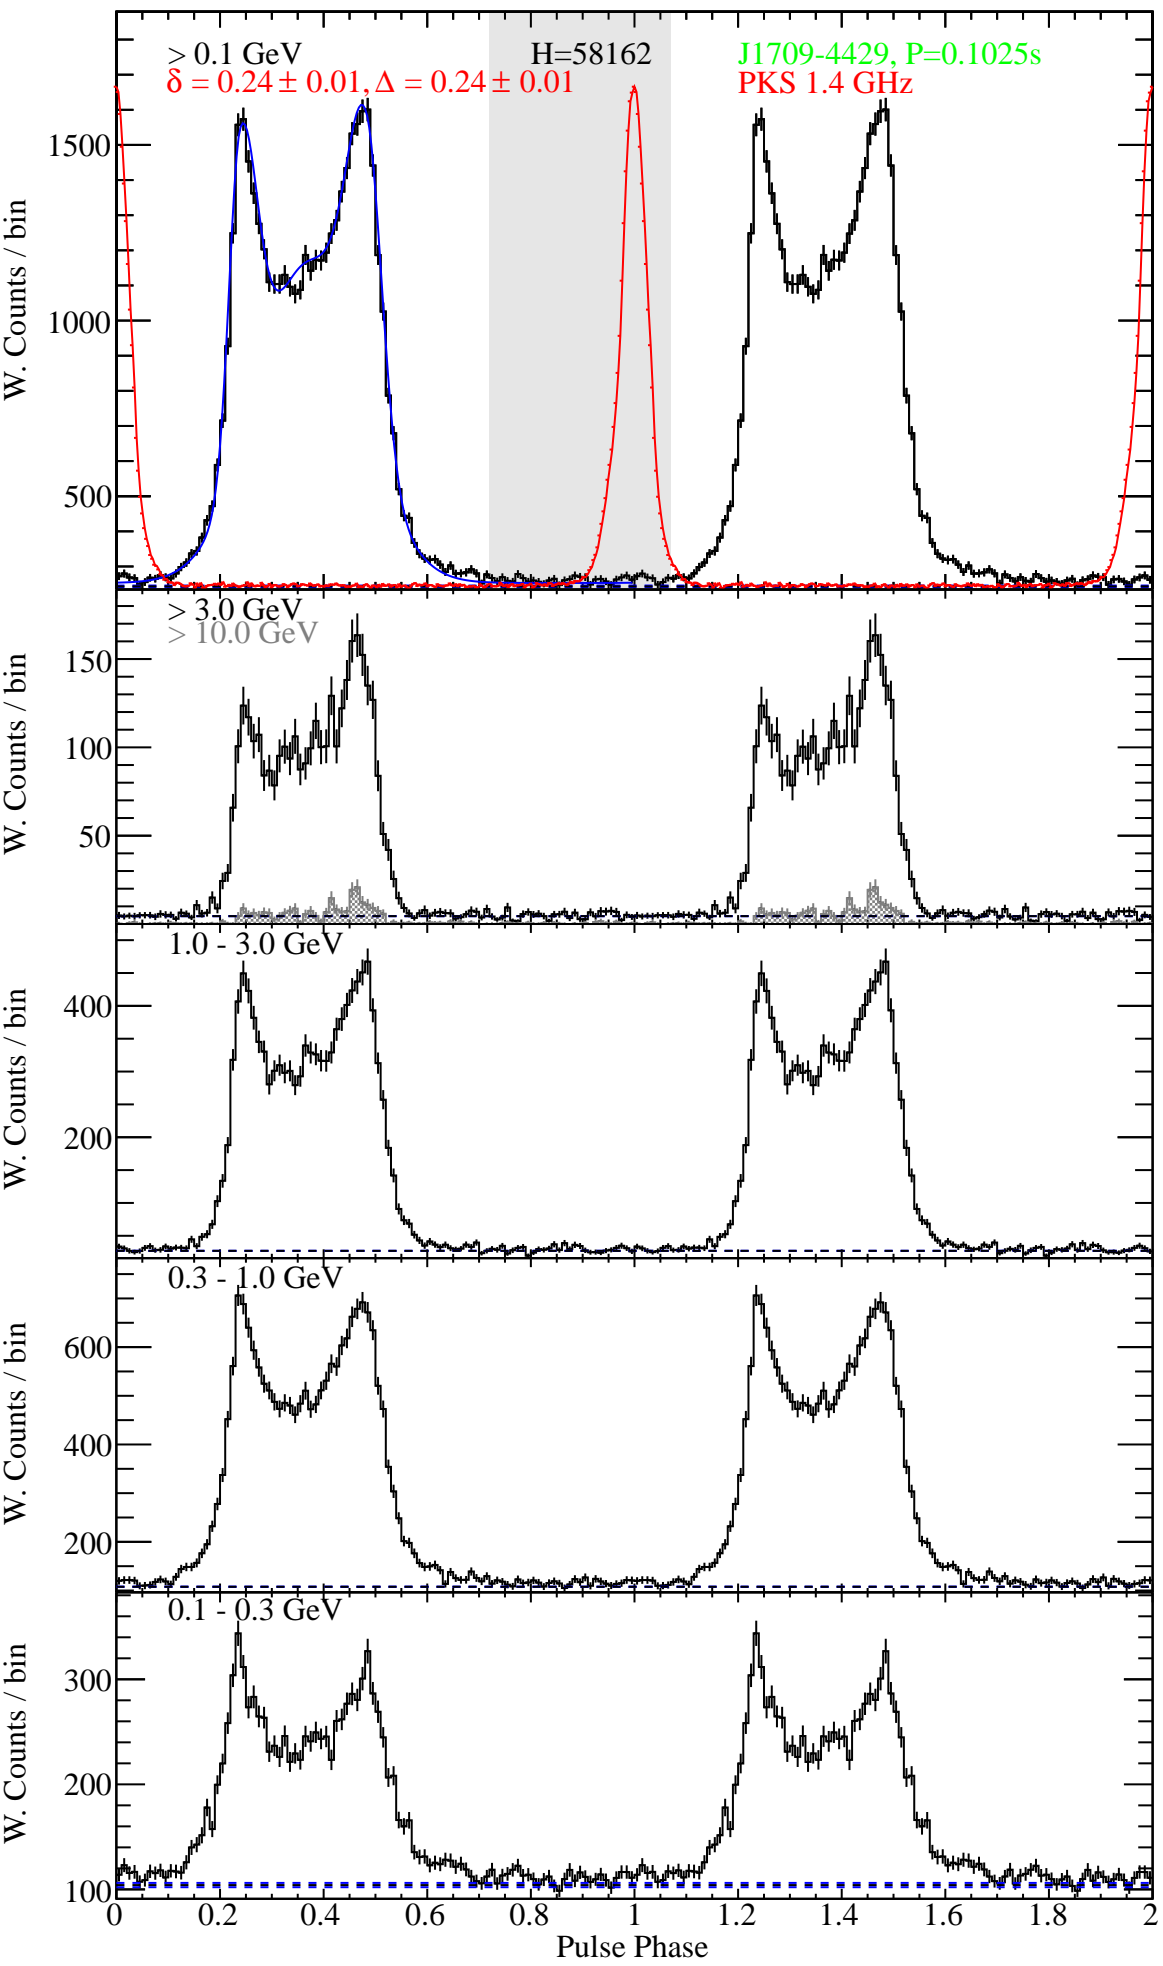 > 0.1 GeV
H=58162
J1709-4429, P=0.1025s
δ = 0.24 ± 0.01, Δ = 0.24 ± 0.01
PKS 1.4 GHz
1500
1000
500
W. Counts / bin
> 3.0 GeV
> 10.0 GeV
150
100
50
W. Counts / bin
1.0 - 3.0 GeV
400
200
W. Counts / bin
0.3 - 1.0 GeV
600
400
200
W. Counts / bin
0.1 - 0.3 GeV
300
200
100
W. Counts / bin
0 0.2 0.4 0.6 0.8 1 1.2 1.4 1.6 1.8 2
Pulse Phase